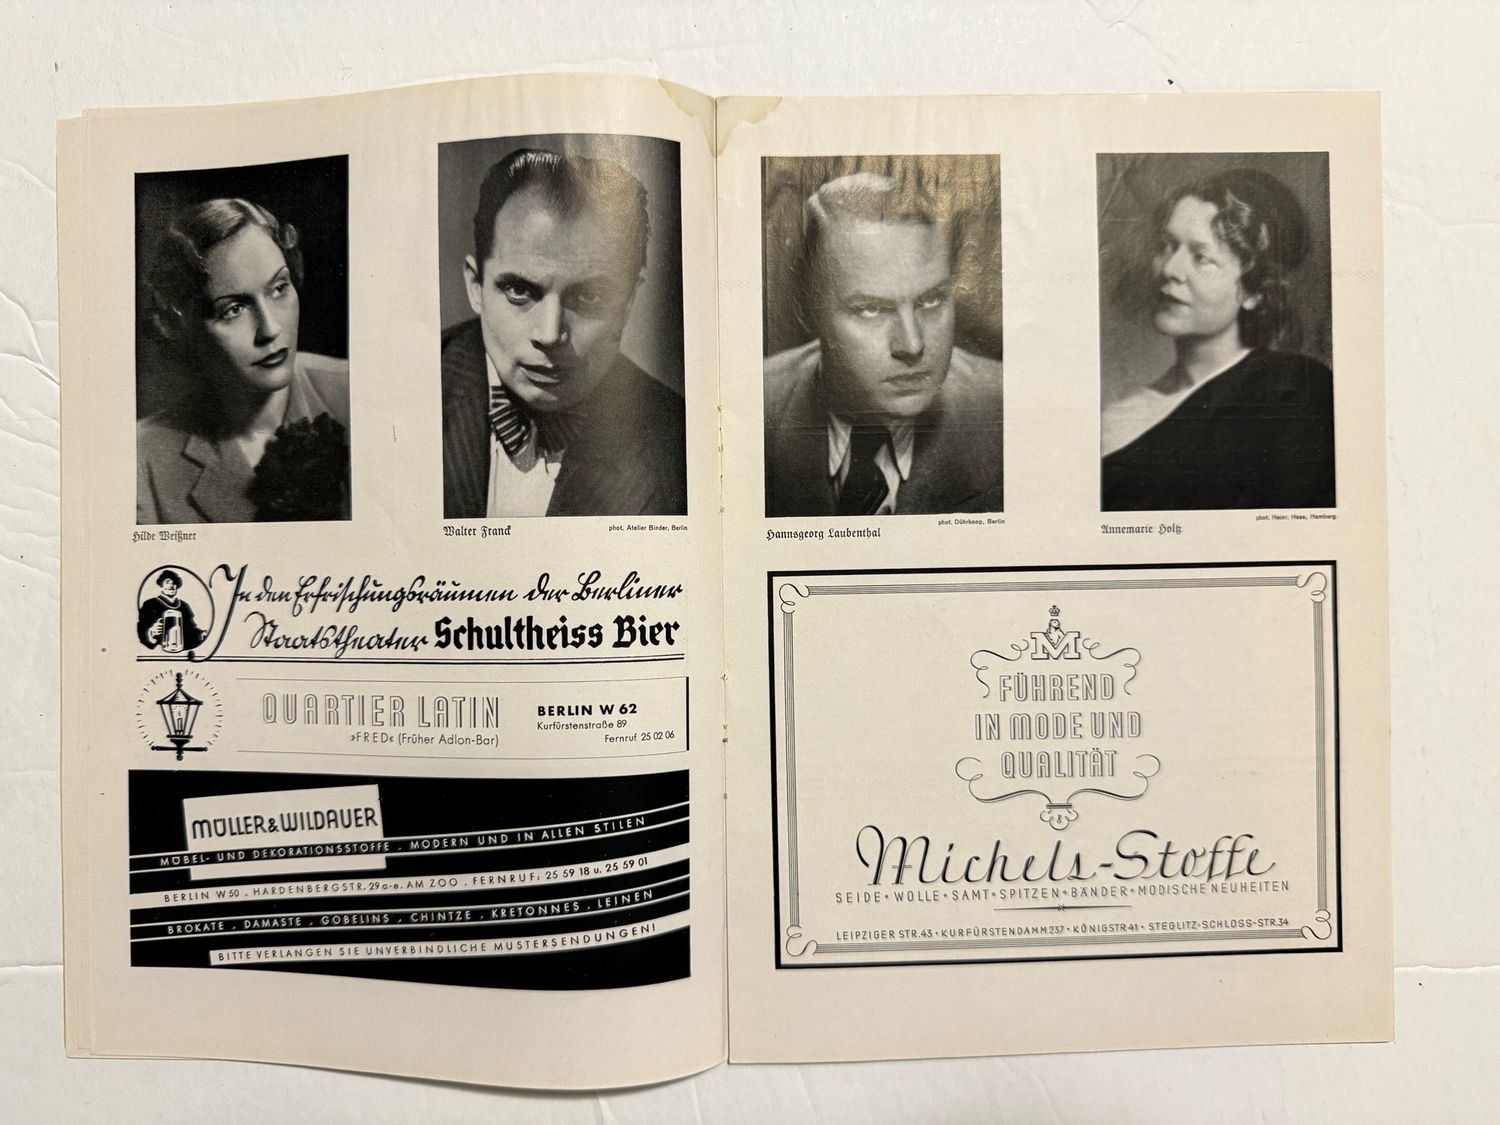 Hilde Weißner
Walter Franck
phot. Atelier Binder, Berlin
In den Erfrischungsräumen der Berliner
Staatstheater Schultheiss Bier
QUARTIER LATIN
»FRED« (Früher Adlon-Bar)
BERLIN W 62
Kurfürstenstraße 89
Fernruf 25 02 06
MÜLLER & WILDAUER
MÖBEL- UND DEKORATIONSSTOFFE . MODERN UND IN ALLEN STILEN
BERLIN W 50 . HARDENBERGSTR. 29 a-e. AM ZOO . FERNRUF: 25 59 18 u. 25 59 01
BROKATE . DAMASTE . GOBELINS . CHINTZE . KRETONNES . LEINEN
BITTE VERLANGEN SIE UNVERBINDLICHE MUSTERSENDUNGEN!
Hannsgeorg Laubenthal
phot. Dührkoop, Berlin
Annemarie Holtz
phot. Heinr. Haas, Hamburg
M
FÜHREND
IN MODE UND
QUALITÄT
Michels-Stoffe
SEIDE • WOLLE • SAMT • SPITZEN • BÄNDER • MODISCHE NEUHEITEN
LEIPZIGER STR. 43 • KURFÜRSTENDAMM 237 • KÖNIGSTR 41 • STEGLITZ-SCHLOSS-STR. 34